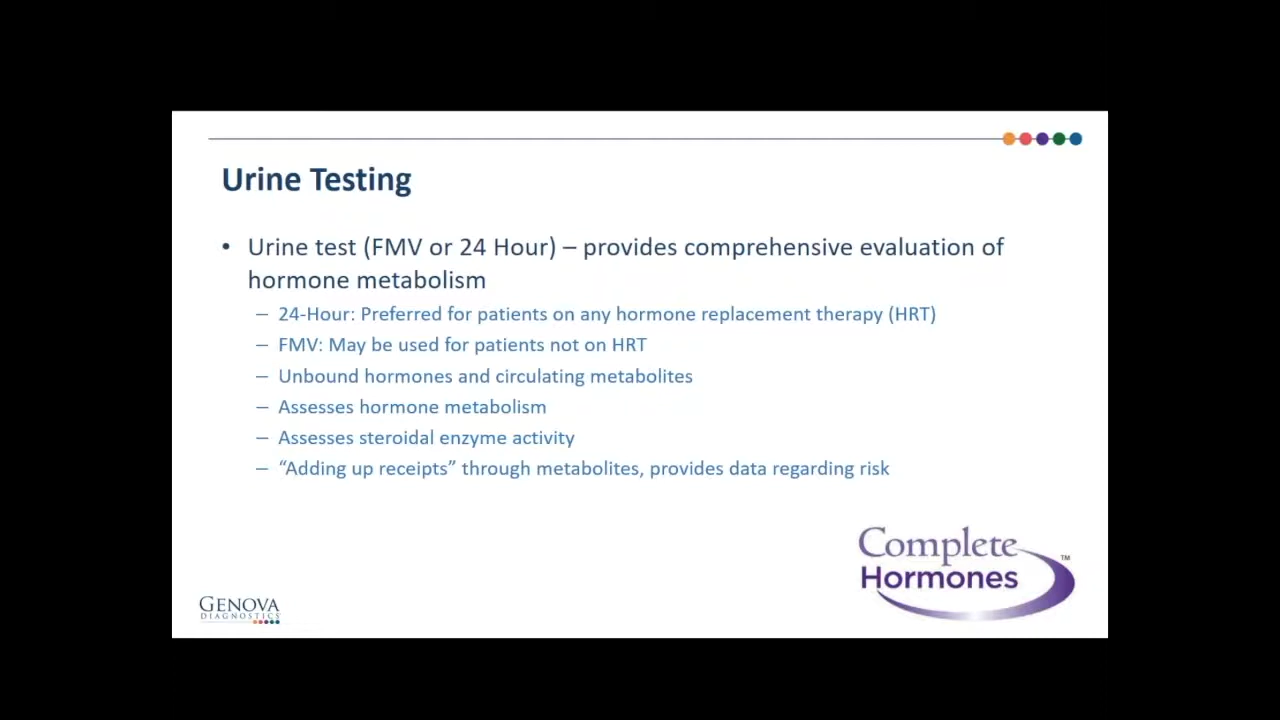 Urine Testing
• Urine test (FMV or 24 Hour) – provides comprehensive evaluation of
hormone metabolism
– 24-Hour: Preferred for patients on any hormone replacement therapy (HRT)
– FMV: May be used for patients not on HRT
– Unbound hormones and circulating metabolites
– Assesses hormone metabolism
– Assesses steroidal enzyme activity
– “Adding up receipts” through metabolites, provides data regarding risk
Complete
Hormones™
GENOVA
DIAGNOSTICS